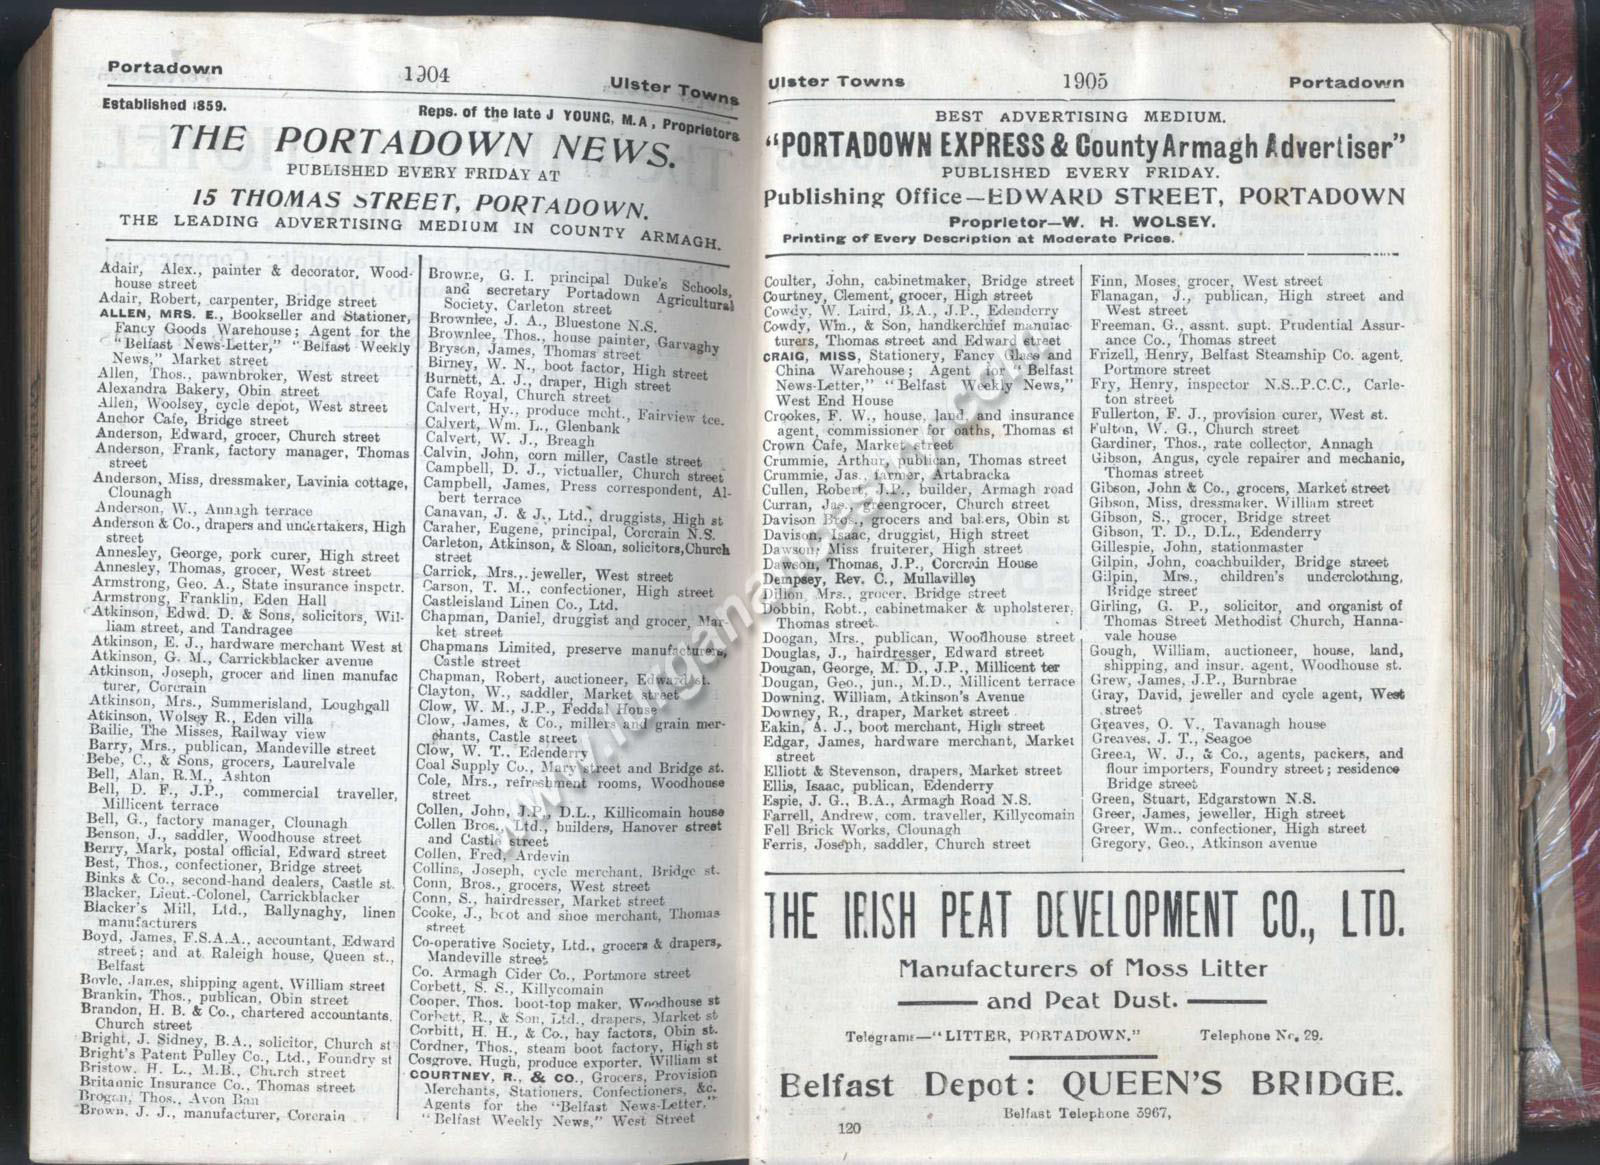 Portadown 1904 Ulster Towns
Established 1859. Reps. of the late J YOUNG, M.A, Proprietors
THE PORTADOWN NEWS.
PUBLISHED EVERY FRIDAY AT
15 THOMAS STREET, PORTADOWN.
THE LEADING ADVERTISING MEDIUM IN COUNTY ARMAGH.
Adair, Alex., painter & decorator, Wood-
house street
Adair, Robert, carpenter, Bridge street
ALLEN, MRS. E., Bookseller and Stationer,
Fancy Goods Warehouse; Agent for the
"Belfast News-Letter," "Belfast Weekly
News," Market street
Allen, Thos., pawnbroker, West street
Alexandra Bakery, Obin street
Allen, Woolsey, cycle depot, West street
Anchor Cafe, Bridge street
Anderson, Edward, grocer, Church street
Anderson, Frank, factory manager, Thomas
street
Anderson, Miss, dressmaker, Lavinia cottage,
Clounagh
Anderson, W., Annagh terrace
Anderson & Co., drapers and undertakers, High
street
Annesley, George, pork curer, High street
Annesley, Thomas, grocer, West street
Armstrong, Geo. A., State insurance inspctr.
Armstrong, Franklin, Eden Hall
Atkinson, Edwd. D. & Sons, solicitors, Wil-
liam street, and Tandragee
Atkinson, E. J., hardware merchant West st
Atkinson, G. M., Carrickblacker avenue
Atkinson, Joseph, grocer and linen manufac
turer, Corcrain
Atkinson, Mrs., Summerisland, Loughgall
Atkinson, Wolsey R., Eden villa
Bailie, The Misses, Railway view
Barry, Mrs., publican, Mandeville street
Bebe, C., & Sons, grocers, Laurelvale
Bell, Alan, R.M., Ashton
Bell, D. F., J.P., commercial traveller,
Millicent terrace
Bell, G., factory manager, Clounagh
Benson, J., saddler, Woodhouse street
Berry, Mark, postal official, Edward street
Best, Thos., confectioner, Bridge street
Binks & Co., second-hand dealers, Castle st.
Blacker, Lieut.-Colonel, Carrickblacker
Blacker's Mill, Ltd., Ballynaghy, linen
manufacturers
Boyd, James, F.S.A.A., accountant, Edward
street; and at Raleigh house, Queen st.,
Belfast
Boyle, James, shipping agent, William street
Brankin, Thos., publican, Obin street
Brandon, H. B. & Co., chartered accountants,
Church street
Bright, J. Sidney, B.A., solicitor, Church st
Bright's Patent Pulley Co., Ltd., Foundry st
Bristow, H. L., M.B., Church street
Britannic Insurance Co., Thomas street
Brogan, Thos., Avon Ban
Brown, J. J., manufacturer, Corcrain
Browne, G. I. principal Duke's Schools,
and secretary Portadown Agricultural
Society, Carleton street
Brownlee, J. A., Bluestone N.S.
Brownlee, Thos., house painter, Garvaghy
Bryson, James, Thomas street
Birney, W. N., boot factor, High street
Burnett, A. J., draper, High street
Cafe Royal, Church street
Calvert, Hy., produce mcht., Fairview tce.
Calvert, Wm. L., Glenbank
Calvert, W. J., Breagh
Calvin, John, corn miller, Castle street
Campbell, D. J., victualler, Church street
Campbell, James, Press correspondent, Al-
bert terrace
Canavan, J. & J., Ltd., druggists, High st
Caraher, Eugene, principal, Corcrain N.S.
Carleton, Atkinson, & Sloan, solicitors, Church
street
Carrick, Mrs., jeweller, West street
Carson, T. M., confectioner, High street
Castleisland Linen Co., Ltd.
Chapman, Daniel, druggist and grocer, Mar-
ket street
Chapmans Limited, preserve manufacturers,
Castle street
Chapman, Robert, auctioneer, Edward st.
Clayton, W., saddler, Market street
Clow, W. M., J.P., Feddal House
Clow, James, & Co., millers and grain mer-
chants, Castle street
Clow, W. T., Edenderry
Coal Supply Co., Mary street and Bridge st.
Cole, Mrs., refreshment rooms, Woodhouse
street
Collen, John, J.P., D.L., Killicomain house
Collen Bros., Ltd., builders, Hanover street
and Castle street
Collen, Fred, Ardevin
Collins, Joseph, cycle merchant, Bridge st.
Conn, Bros., grocers, West street
Conn, S., hairdresser, Market street
Cooke, J., boot and shoe merchant, Thomas
street
Co-operative Society, Ltd., grocers & drapers,
Mandeville street
Co. Armagh Cider Co., Portmore street
Corbett, S. S., Killycomain
Cooper, Thos. boot-top maker, Woodhouse st
Corbett, R., & Son, Ltd., drapers, Market st
Corbitt, H. H., & Co., hay factors, Obin st.
Cordner, Thos., steam boot factory, High st
Cosgrove, Hugh, produce exporter, William st
COURTNEY, R., & CO., Grocers, Provision
Merchants, Stationers, Confectioners, &c.
Agents for the "Belfast News-Letter,"
"Belfast Weekly News," West Street
Ulster Towns 1905 Portadown
BEST ADVERTISING MEDIUM.
"PORTADOWN EXPRESS & County Armagh Advertiser"
PUBLISHED EVERY FRIDAY.
Publishing Office—EDWARD STREET, PORTADOWN
Proprietor—W. H. WOLSEY.
Printing of Every Description at Moderate Prices.
Coulter, John, cabinetmaker, Bridge street
Courtney, Clement, grocer, High street
Cowdy, W. Laird, B.A., J.P., Edenderry
Cowdy, Wm., & Son, handkerchief manufac
turers, Thomas street and Edward street
CRAIG, MISS, Stationery, Fancy Glass and
China Warehouse; Agent for "Belfast
News-Letter," "Belfast Weekly News,"
West End House
Crookes, F. W., house, land, and insurance
agent, commissioner for oaths, Thomas st
Crown Cafe, Market street
Crummie, Arthur, publican, Thomas street
Crummie, Jas., farmer, Artabracka
Cullen, Robert, J.P., builder, Armagh road
Curran, Jas., greengrocer, Church street
Davison Bros., grocers and bakers, Obin st
Davison, Isaac, druggist, High street
Dawson, Miss fruiterer, High street
Dawson, Thomas, J.P., Corcrain House
Dempsey, Rev. C., Mullaville
Dillon, Mrs., grocer, Bridge street
Dobbin, Robt., cabinetmaker & upholsterer,
Thomas street
Doogan, Mrs., publican, Woodhouse street
Douglas, J., hairdresser, Edward street
Dougan, George, M. D., J.P., Millicent ter
Dougan, Geo., jun., M.D., Millicent terrace
Downing, William, Atkinson's Avenue
Downey, R., draper, Market street
Eakin, A. J., boot merchant, High street
Edgar, James, hardware merchant, Market
street
Elliott & Stevenson, drapers, Market street
Ellis, Isaac, publican, Edenderry
Espie, J. G., B.A., Armagh Road N.S.
Farrell, Andrew, com. traveller, Killycomain
Fell Brick Works, Clounagh
Ferris, Joseph, saddler, Church street
Finn, Moses, grocer, West street
Flanagan, J., publican, High street and
West street
Freeman, G., assnt. supt. Prudential Assur-
ance Co., Thomas street
Frizell, Henry, Belfast Steamship Co. agent,
Portmore street
Fry, Henry, inspector N.S..P.C.C., Carle-
ton street
Fullerton, F. J., provision curer, West st.
Fulton, W. G., Church street
Gardiner, Thos., rate collector, Annagh
Gibson, Angus, cycle repairer and mechanic,
Thomas street
Gibson, John & Co., grocers, Market street
Gibson, Miss, dressmaker, William street
Gibson, S., grocer, Bridge street
Gibson, T. D., D.L., Edenderry
Gillespie, John, stationmaster
Gilpin, John, coachbuilder, Bridge street
Gilpin, Mrs., children's underclothing,
Bridge street
Girling, G. P., solicitor, and organist of
Thomas Street Methodist Church, Hanna-
vale house
Gough, William, auctioneer, house, land,
shipping, and insur. agent, Woodhouse st.
Grew, James, J.P., Burnbrae
Gray, David, jeweller and cycle agent, West
street
Greaves, O. V., Tavanagh house
Greaves, J. T., Seagoe
Green, W. J., & Co., agents, packers, and
flour importers, Foundry street; residence
Bridge street
Green, Stuart, Edgarstown N.S.
Greer, James, jeweller, High street
Greer, Wm.. confectioner, High street
Gregory, Geo., Atkinson avenue
THE IRISH PEAT DEVELOPMENT CO., LTD.
Manufacturers of Moss Litter
and Peat Dust.
Telegrams—"LITTER, PORTADOWN." Telephone No. 29.
Belfast Depot: QUEEN'S BRIDGE.
Belfast Telephone 3967,
120
www.lurganancestry.com